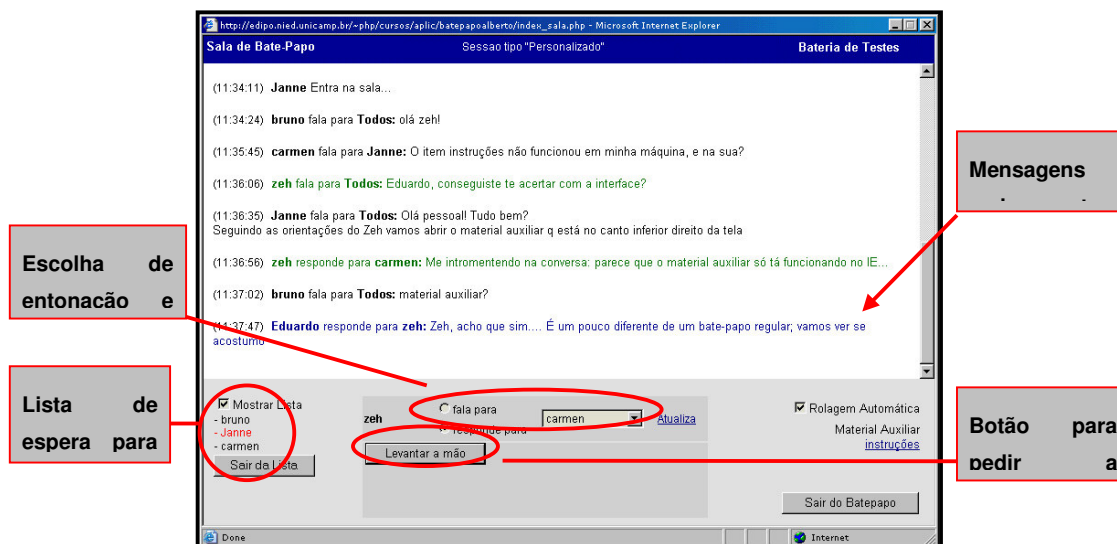 http://edipo.nied.unicamp.br/~php/cursos/aplic/batepapoalberto/index_sala.php - Microsoft Internet Explorer
Sala de Bate-Papo Sessao tipo "Personalizado" Bateria de Testes
(11:34:11) Janne Entra na sala...
(11:34:24) bruno fala para Todos: olá zeh!
(11:35:45) carmen fala para Janne: O item instruções não funcionou em minha máquina, e na sua?
(11:36:06) zeh fala para Todos: Eduardo, conseguiste te acertar com a interface?
(11:36:35) Janne fala para Todos: Olá pessoal! Tudo bem?
Seguindo as orientações do Zeh vamos abrir o material auxiliar q está no canto inferior direito da tela
(11:36:56) zeh responde para carmen: Me intromentendo na conversa: parece que o material auxiliar só tá funcionando no IE...
(11:37:02) bruno fala para Todos: material auxiliar?
(11:37:47) Eduardo responde para zeh: Zeh, acho que sim.... É um pouco diferente de um bate-papo regular; vamos ver se
acostumo
Mensagens
Escolha de
entonação e
Lista de
espera para
Botão para
pedir a
Mostrar Lista
- bruno
- Janne
- carmen
Sair da Lista
zeh
fala para
responde para
carmen
Atualiza
Levantar a mão
Rolagem Automática
Material Auxiliar
instruções
Sair do Batepapo
Done
Internet